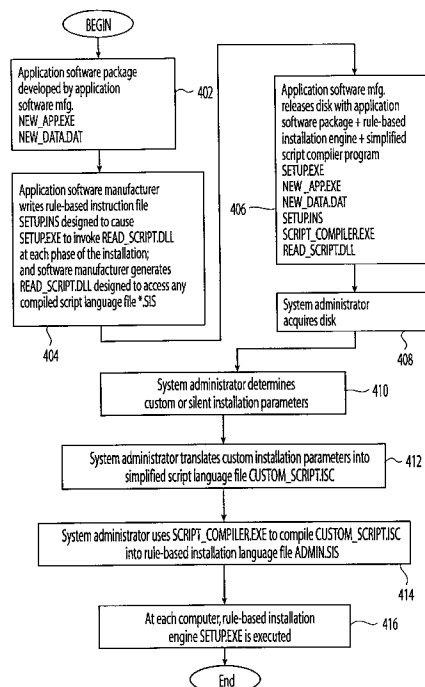 BEGIN
Application software package
developed by application
software mfg.
NEW_APP.EXE
NEW_DATA.DAT
402
Application software manufacturer
writes rule-based instruction file
SETUP.INS designed to cause
SETUP.EXE to invoke READ_SCRIPT.DLL
at each phase of the installation;
and software manufacturer generates
READ_SCRIPT.DLL designed to access any
compiled script language file *.SIS
404
Application software mfg.
releases disk with application
software package + rule-based
installation engine + simplified
script compiler program
SETUP.EXE
NEW_APP.EXE
NEW_DATA.DAT
SETUP.INS
SCRIPT_COMPILER.EXE
READ_SCRIPT.DLL
406
System administrator
acquires disk
408
System administrator determines
custom or silent installation parameters
410
System administrator translates custom installation parameters into
simplified script language file CUSTOM_SCRIPT.ISC
412
System administrator uses SCRIPT_COMPILER.EXE to compile CUSTOM_SCRIPT.ISC
into rule-based installation language file ADMIN.SIS
414
At each computer, rule-based installation
engine SETUP.EXE is executed
416
End